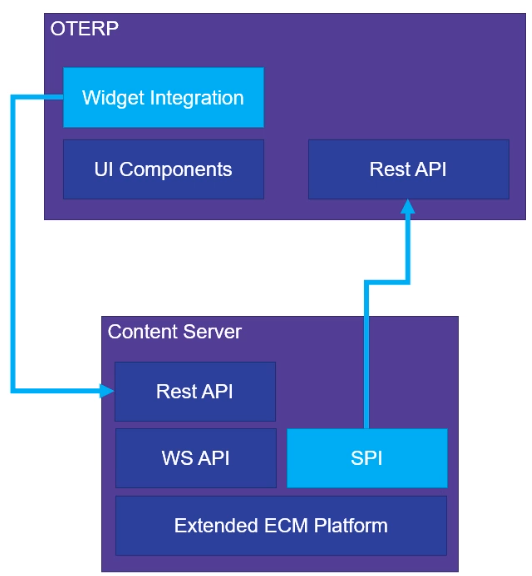 OTERP
Widget Integration
UI Components
Rest API
Content Server
Rest API
WS API
SPI
Extended ECM Platform